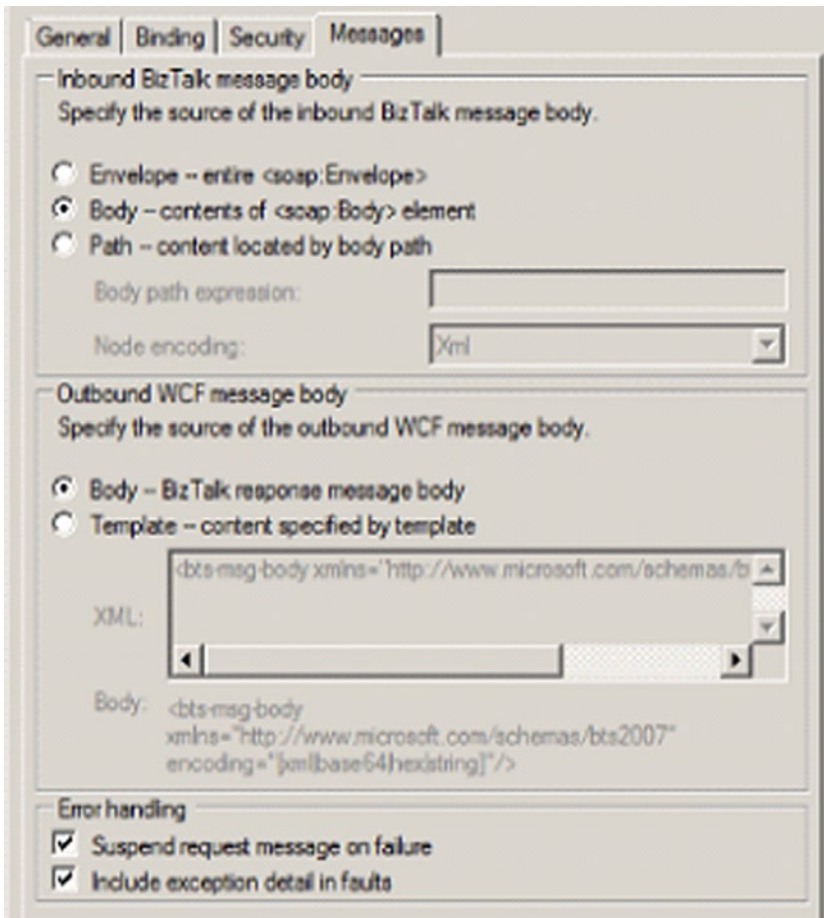 General Binding Security Messages
Inbound BizTalk message body
Specify the source of the inbound BizTalk message body.
Envelope -- entire <soap:Envelope>
Body -- contents of <soap:Body> element
Path -- content located by body path
Body path expression:
Node encoding: Xml
Outbound WCF message body
Specify the source of the outbound WCF message body.
Body -- BizTalk response message body
Template -- content specified by template
XML: <bts-msg-body xmlns="http://www.microsoft.com/schemas/b
Body: <bts-msg-body
xmlns="http://www.microsoft.com/schemas/bts2007"
encoding="[xml|base64|hex|string]"/>
Error handling
Suspend request message on failure
Include exception detail in faults